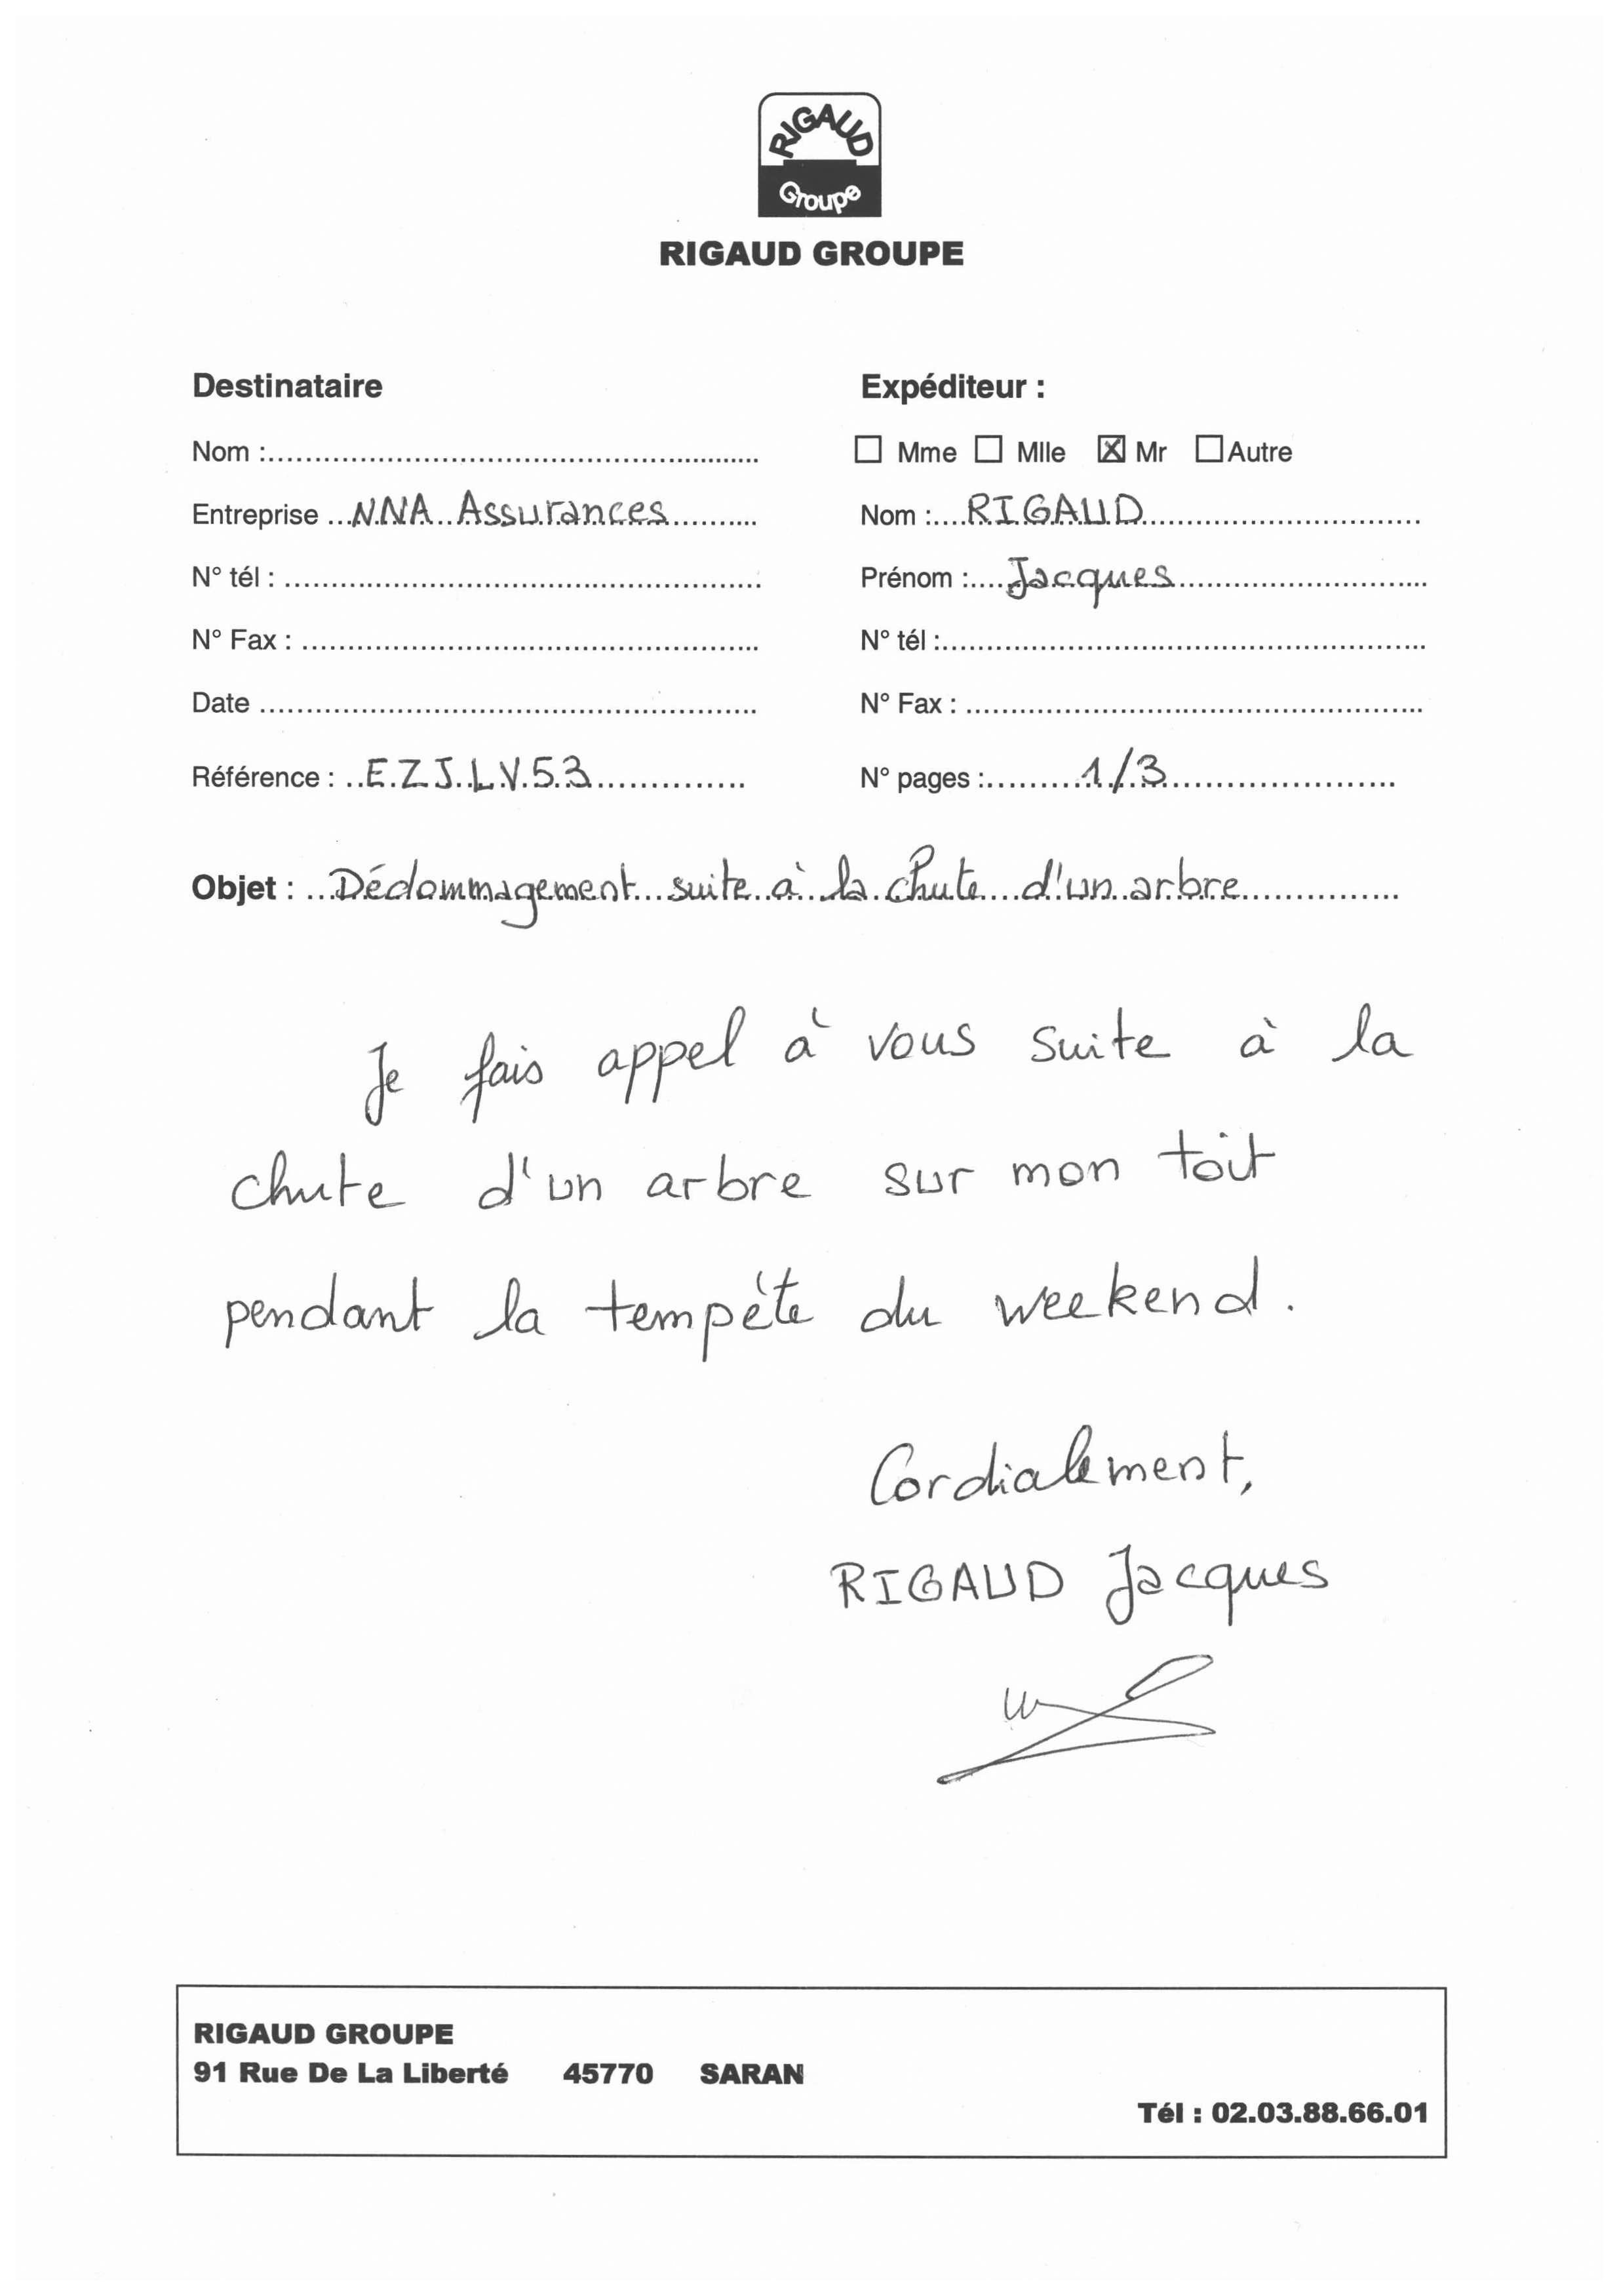 RIGAUD
Groupe
RIGAUD GROUPE
Destinataire
Nom :
Entreprise NNA Assurances
N° tél :
N° Fax :
Date
Référence : EZJLV53
Expéditeur :
Mme Mlle Mr Autre
Nom : RIGAUD
Prénom : Jacques
N° tél :
N° Fax :
N° pages : 1/3
Objet : Dédommagement suite à la chute d'un arbre
Je fais appel à vous suite à la
chute d'un arbre sur mon toit
pendant la tempête du weekend.
Cordialement,
RIGAUD Jacques
RIGAUD GROUPE
91 Rue De La Liberté 45770 SARAN
Tél : 02.03.88.66.01